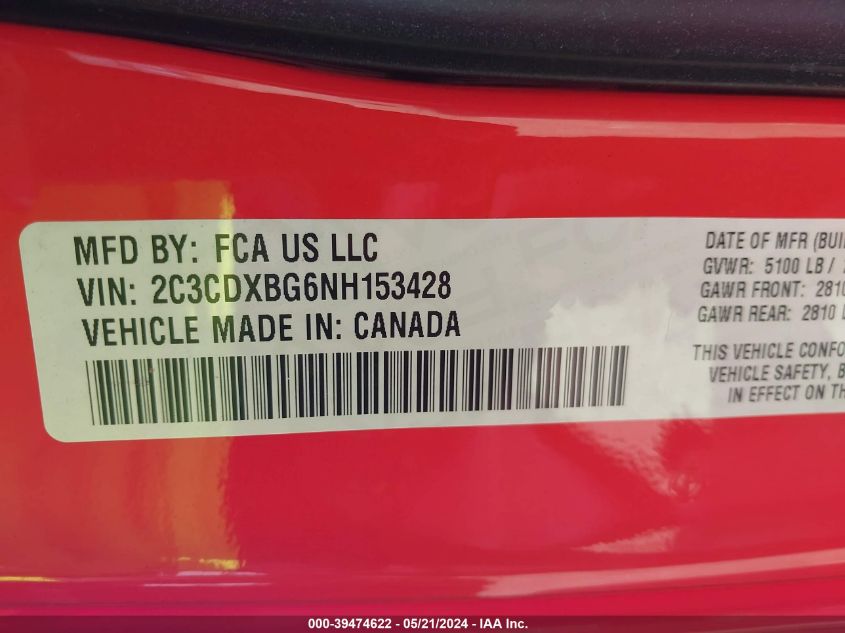 MFD BY: FCA US LLC
VIN: 2C3CDXBG6NH153428
VEHICLE MADE IN: CANADA
DATE OF MFR (BUI
GVWR: 5100 LB /
GAWR FRONT: 2810
GAWR REAR: 2810
THIS VEHICLE CONFO
VEHICLE SAFETY, B
IN EFFECT ON TH
000-39474622 - 05/21/2024 - IAA Inc.